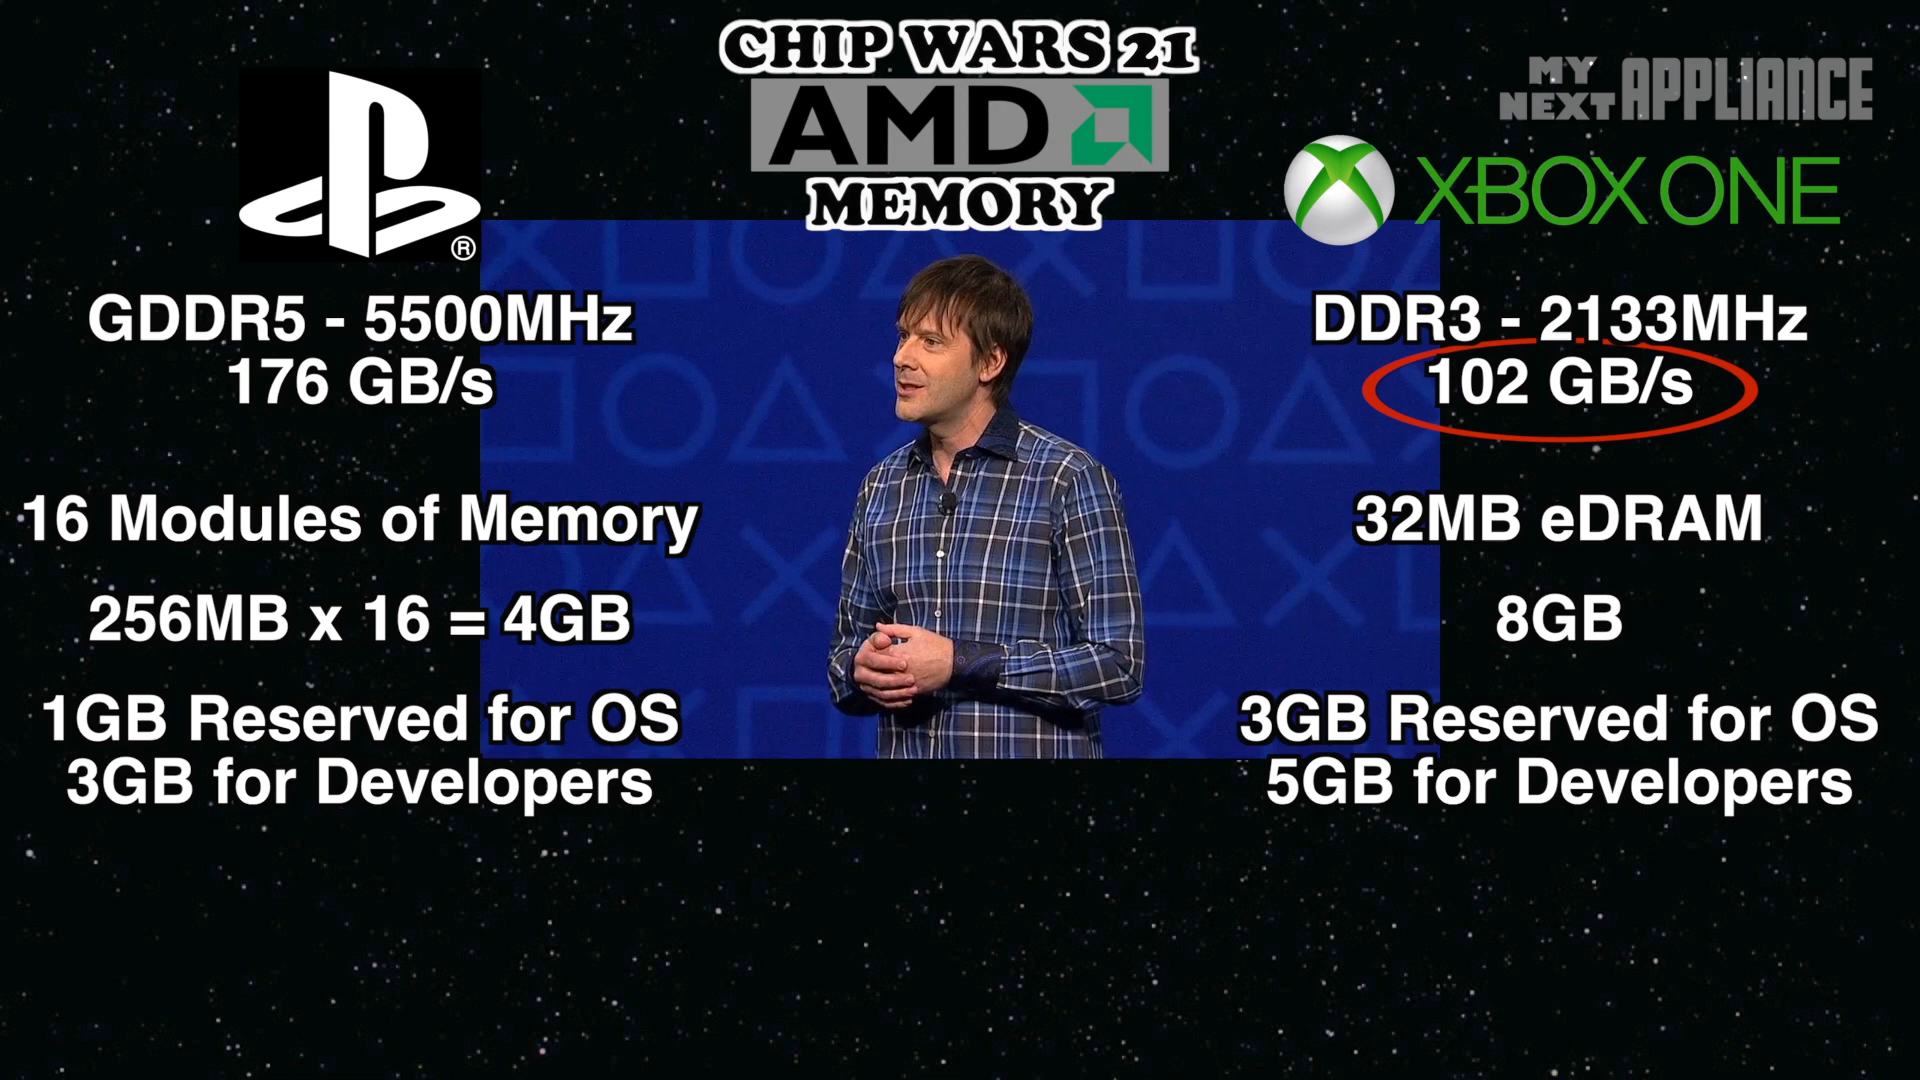 CHIP WARS 21
AMD
MEMORY
MY NEXT APPLIANCE
®
XBOX ONE
GDDR5 - 5500MHz
176 GB/s
16 Modules of Memory
256MB x 16 = 4GB
1GB Reserved for OS
3GB for Developers
DDR3 - 2133MHz
102 GB/s
32MB eDRAM
8GB
3GB Reserved for OS
5GB for Developers